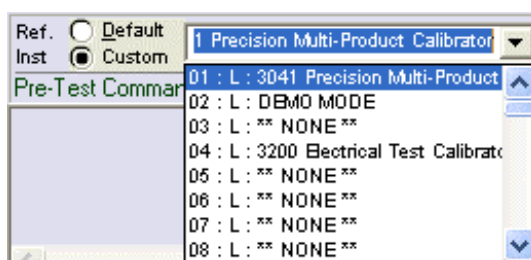 Ref. Default
Inst Custom
1 Precision Multi-Product Calibrator
Pre-Test Comman
01 : L : 3041 Precision Multi-Product
02 : L : DEMO MODE
03 : L : ** NONE **
04 : L : 3200 Electrical Test Calibrato
05 : L : ** NONE **
06 : L : ** NONE **
07 : L : ** NONE **
08 : L : ** NONE **